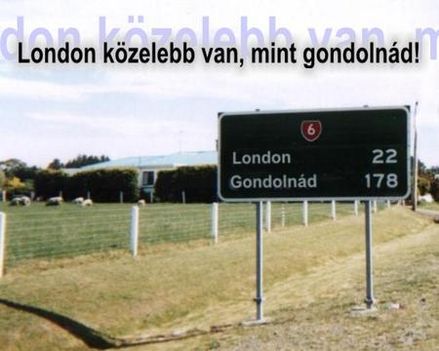 London közelebb van, mint gondolnád!
6
London 22
Gondolnád 178